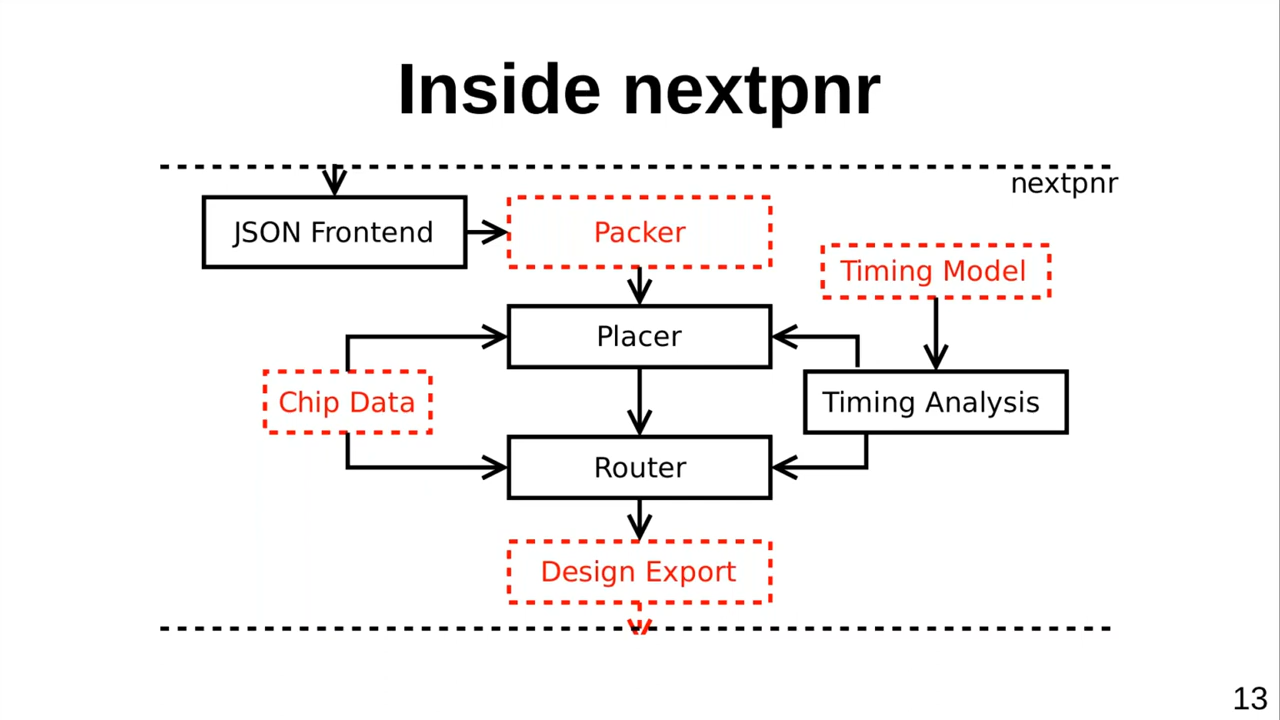 Inside nextpnr
nextpnr
JSON Frontend
Packer
Timing Model
Placer
Chip Data
Timing Analysis
Router
Design Export
13